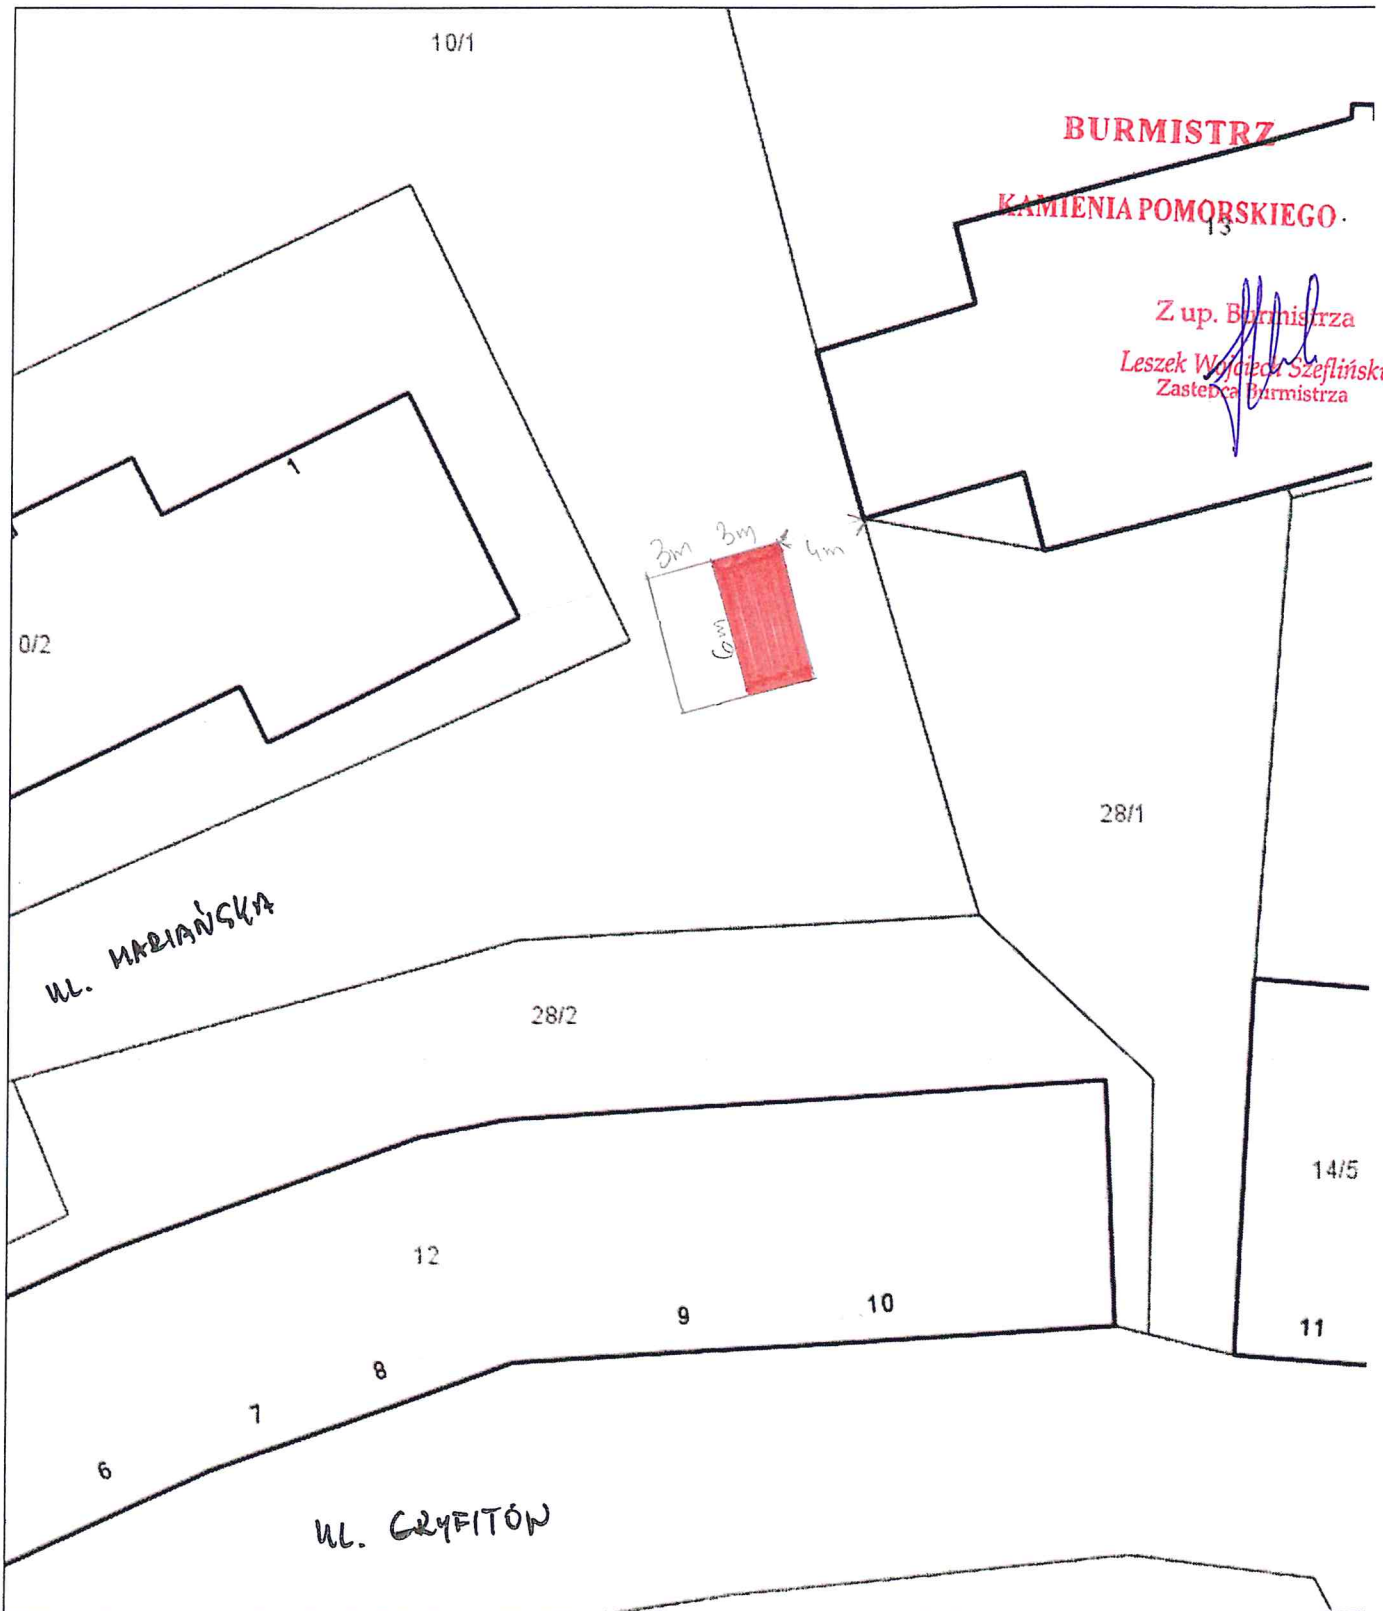 10/1
BURMISTRZ
KAMIENIA POMORSKIEGO
13
Z up. Burmistrza
Leszek Wojciech Szefliński
Zastępca Burmistrza
1
3m 3m
4m
6m
0/2
28/1
UL. MARIAŃSKA
28/2
14/5
12
9
10
11
8
7
6
UL. GRYFITÓW